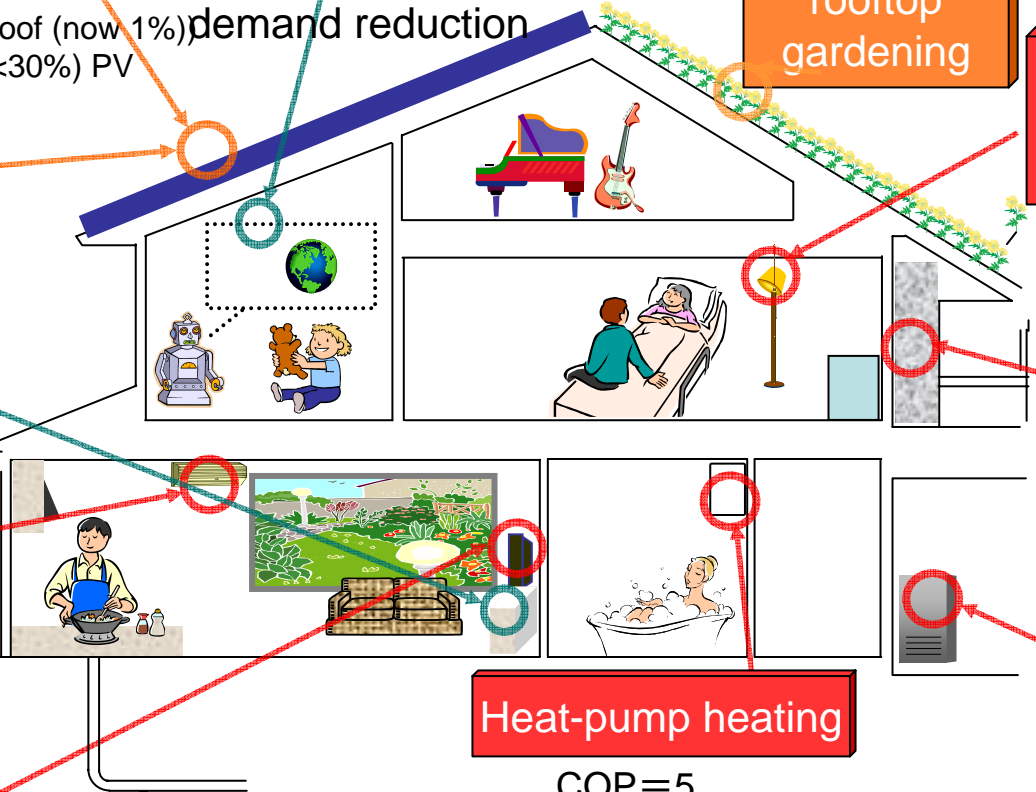 oof (now 1%))
demand reduction
<30%) PV
rooftop
gardening
Heat-pump heating
COP＝5